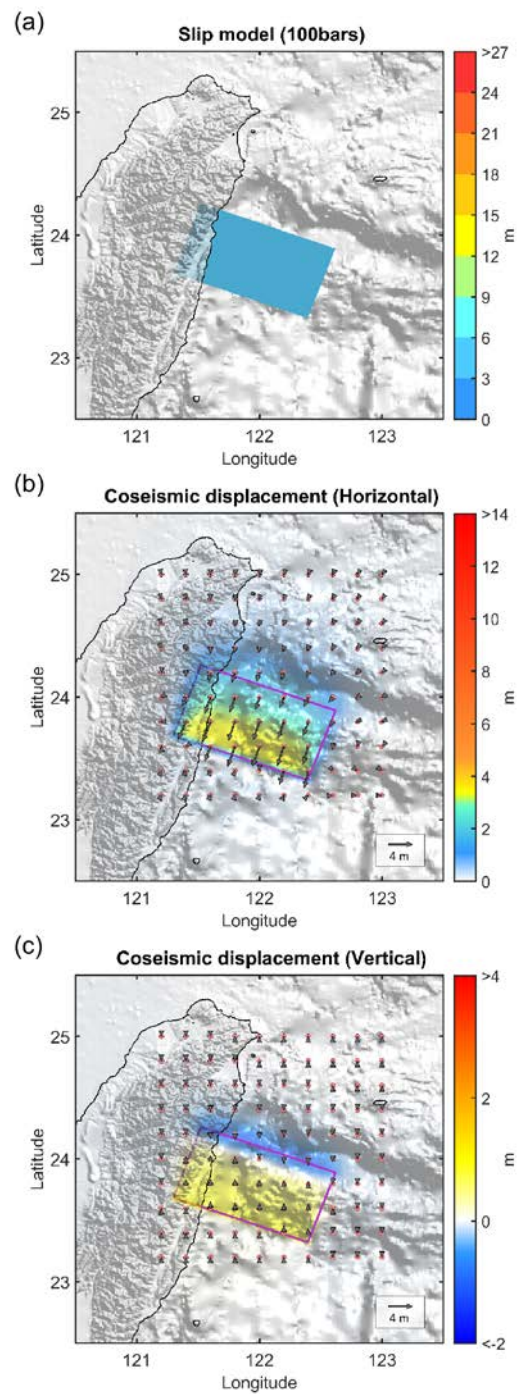 (a)
Slip model (100bars)
>27
24
21
18
15
12
9
6
3
0
m
25
24
23
Latitude
121
122
123
Longitude
(b)
Coseismic displacement (Horizontal)
>14
12
10
8
6
4
2
0
m
25
24
23
Latitude
4 m
121
122
123
Longitude
(c)
Coseismic displacement (Vertical)
>4
2
0
<-2
m
25
24
23
Latitude
4 m
121
122
123
Longitude